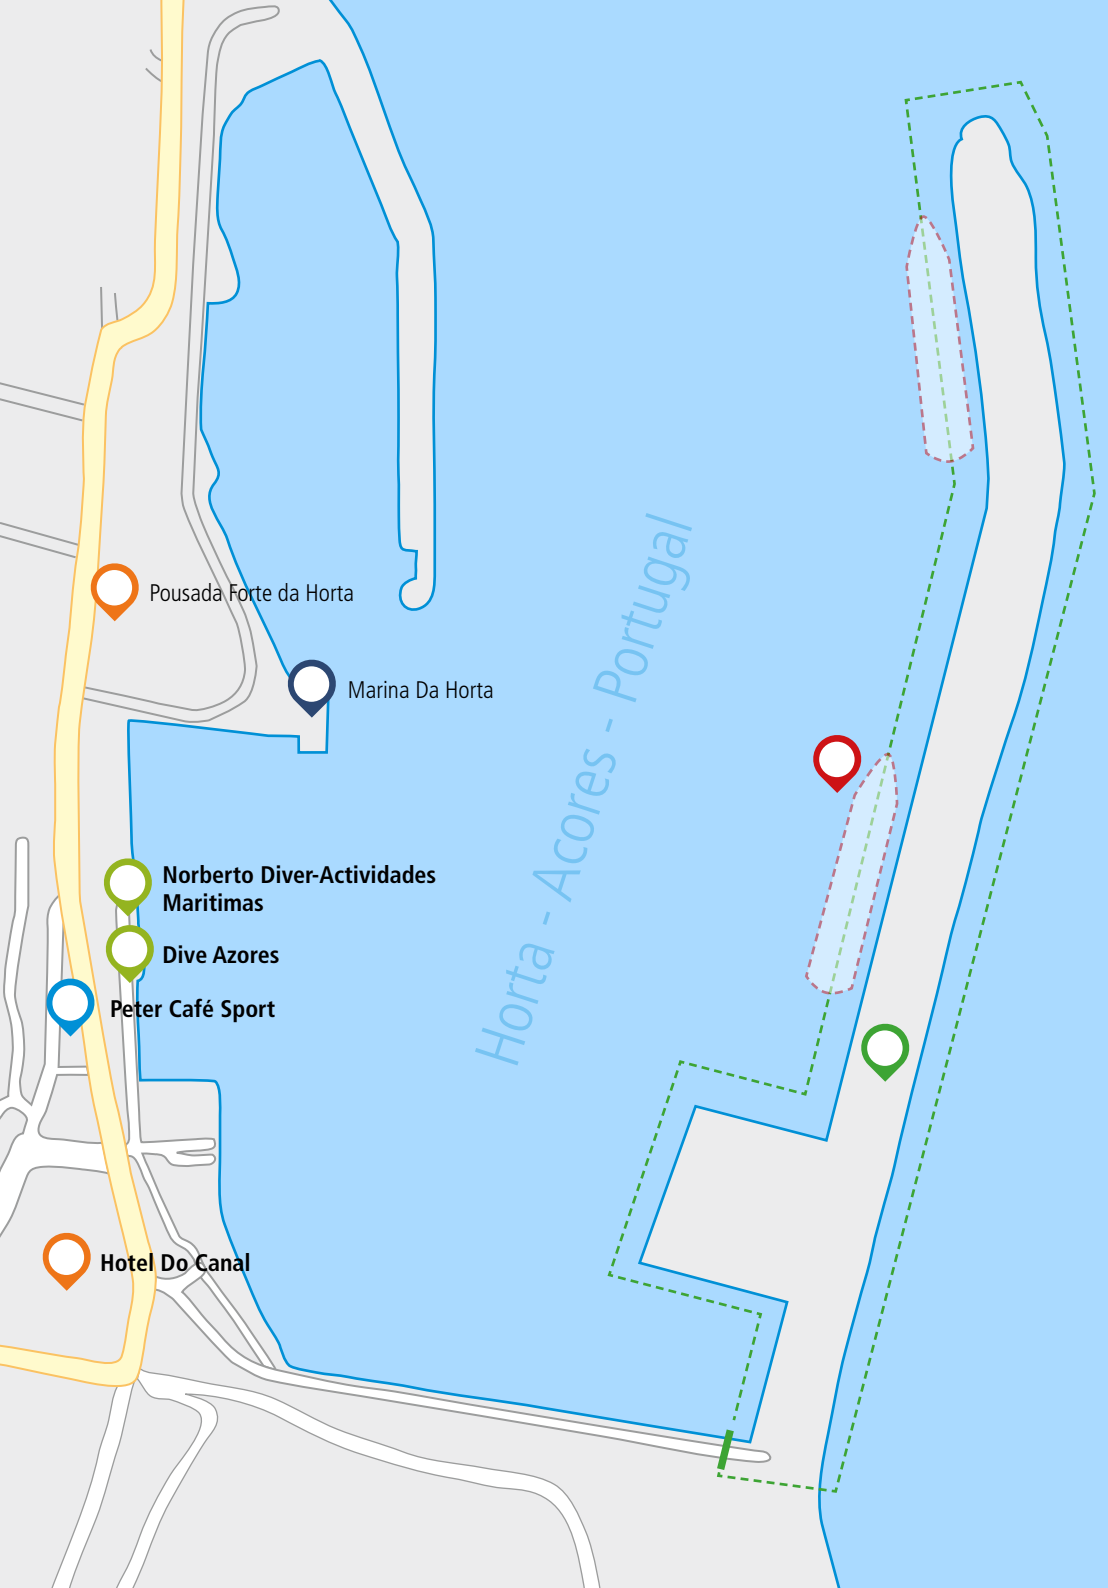 Pousada Forte da Horta
Marina Da Horta
Horta - Acores - Portugal
Norberto Diver-Actividades
Maritimas
Dive Azores
Peter Café Sport
Hotel Do Canal